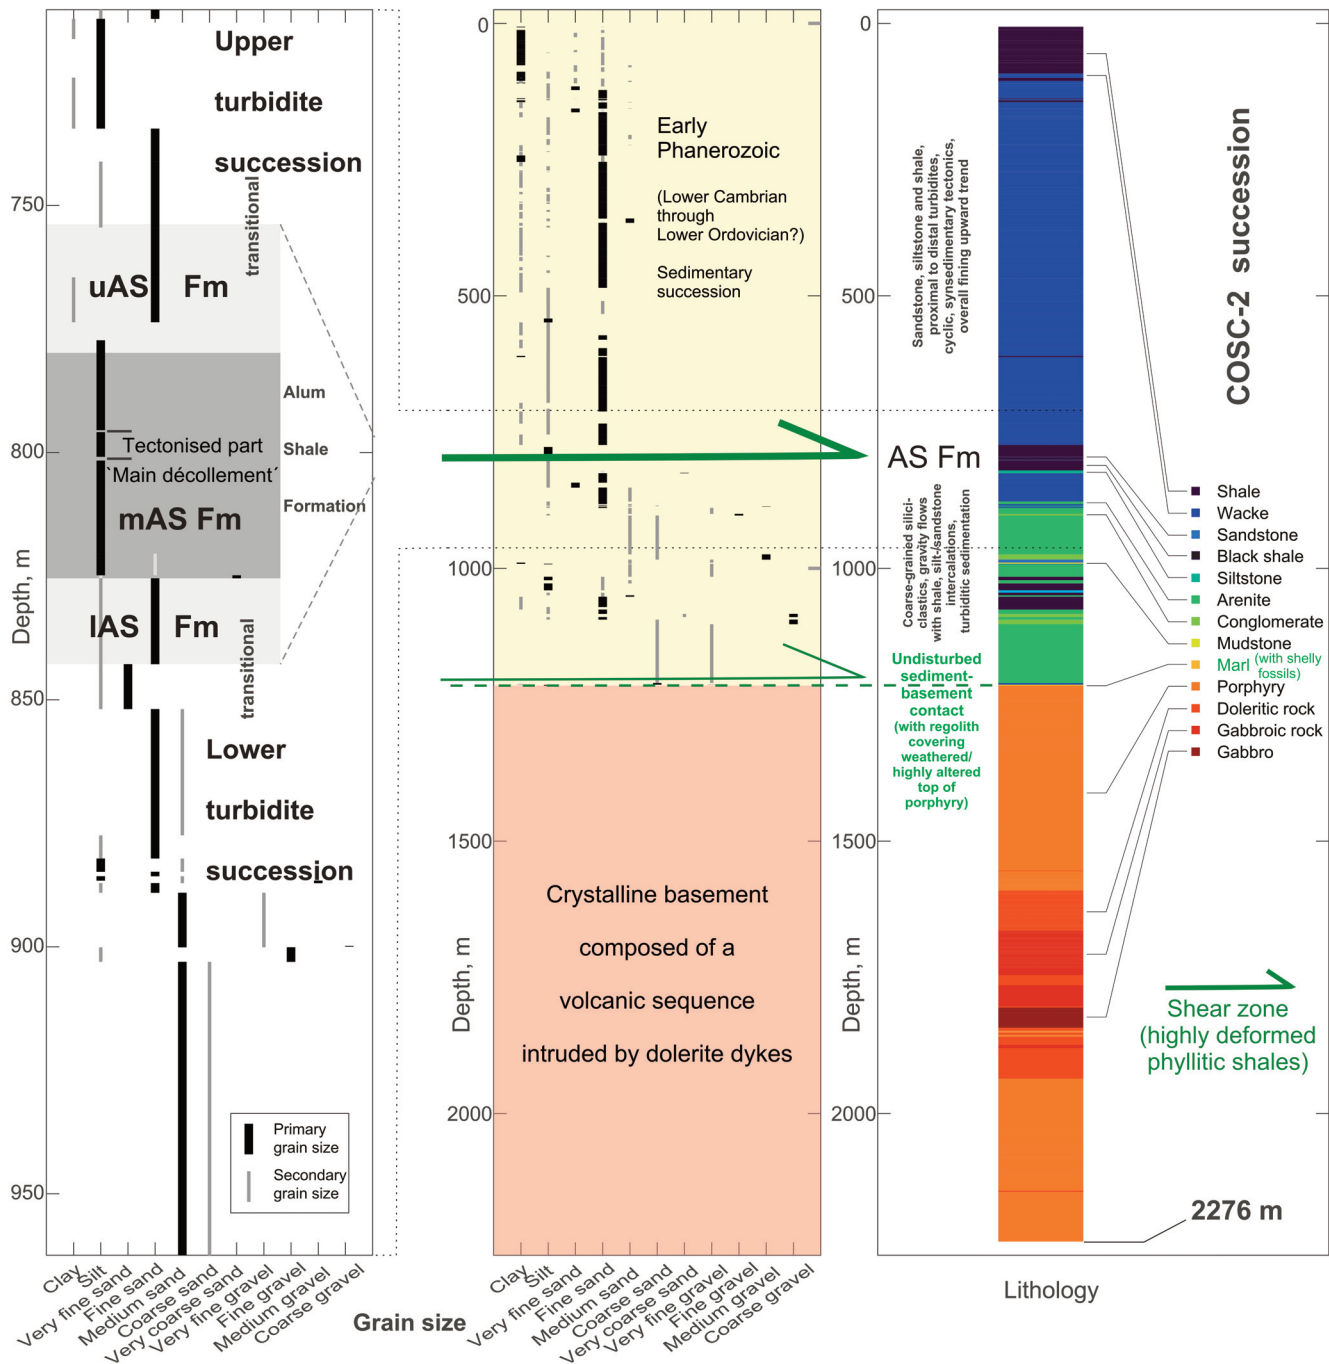 Upper
turbidite
succession
transitional
750
uAS Fm
Alum
Tectonised part
Shale
800
`Main décollement´
Formation
mAS Fm
Depth, m
lAS Fm
transitional
850
Lower
turbidite
succession
900
950
Primary
grain size
Secondary
grain size
Clay
Silt
Very fine sand
Fine sand
Medium sand
Coarse sand
Very coarse sand
Very fine gravel
Fine gravel
Medium gravel
Coarse gravel
Grain size
0
Early
Phanerozoic
(Lower Cambrian
through
Lower Ordovician?)
Sedimentary
succession
500
1000
1500
Crystalline basement
composed of a
volcanic sequence
intruded by dolerite dykes
Depth, m
2000
Clay
Silt
Very fine sand
Fine sand
Medium sand
Coarse sand
Very coarse sand
Very fine gravel
Fine gravel
Medium gravel
Coarse gravel
0
Sandstone, siltstone and shale,
proximal to distal turbidites,
cyclic, synsedimentary tectonics,
overall fining upward trend
500
AS Fm
Coarse-grained silici-
clastics, gravity flows
with shale, silt-/sandstone
intercalations,
turbiditic sedimentation
1000
Undisturbed
sediment-
basement
contact
(with regolith
covering
weathered/
highly altered
top of
porphyry)
1500
Depth, m
2000
COSC-2 succession
Shale
Wacke
Sandstone
Black shale
Siltstone
Arenite
Conglomerate
Mudstone
Marl (with shelly
fossils)
Porphyry
Doleritic rock
Gabbroic rock
Gabbro
Shear zone
(highly deformed
phyllitic shales)
2276 m
Lithology